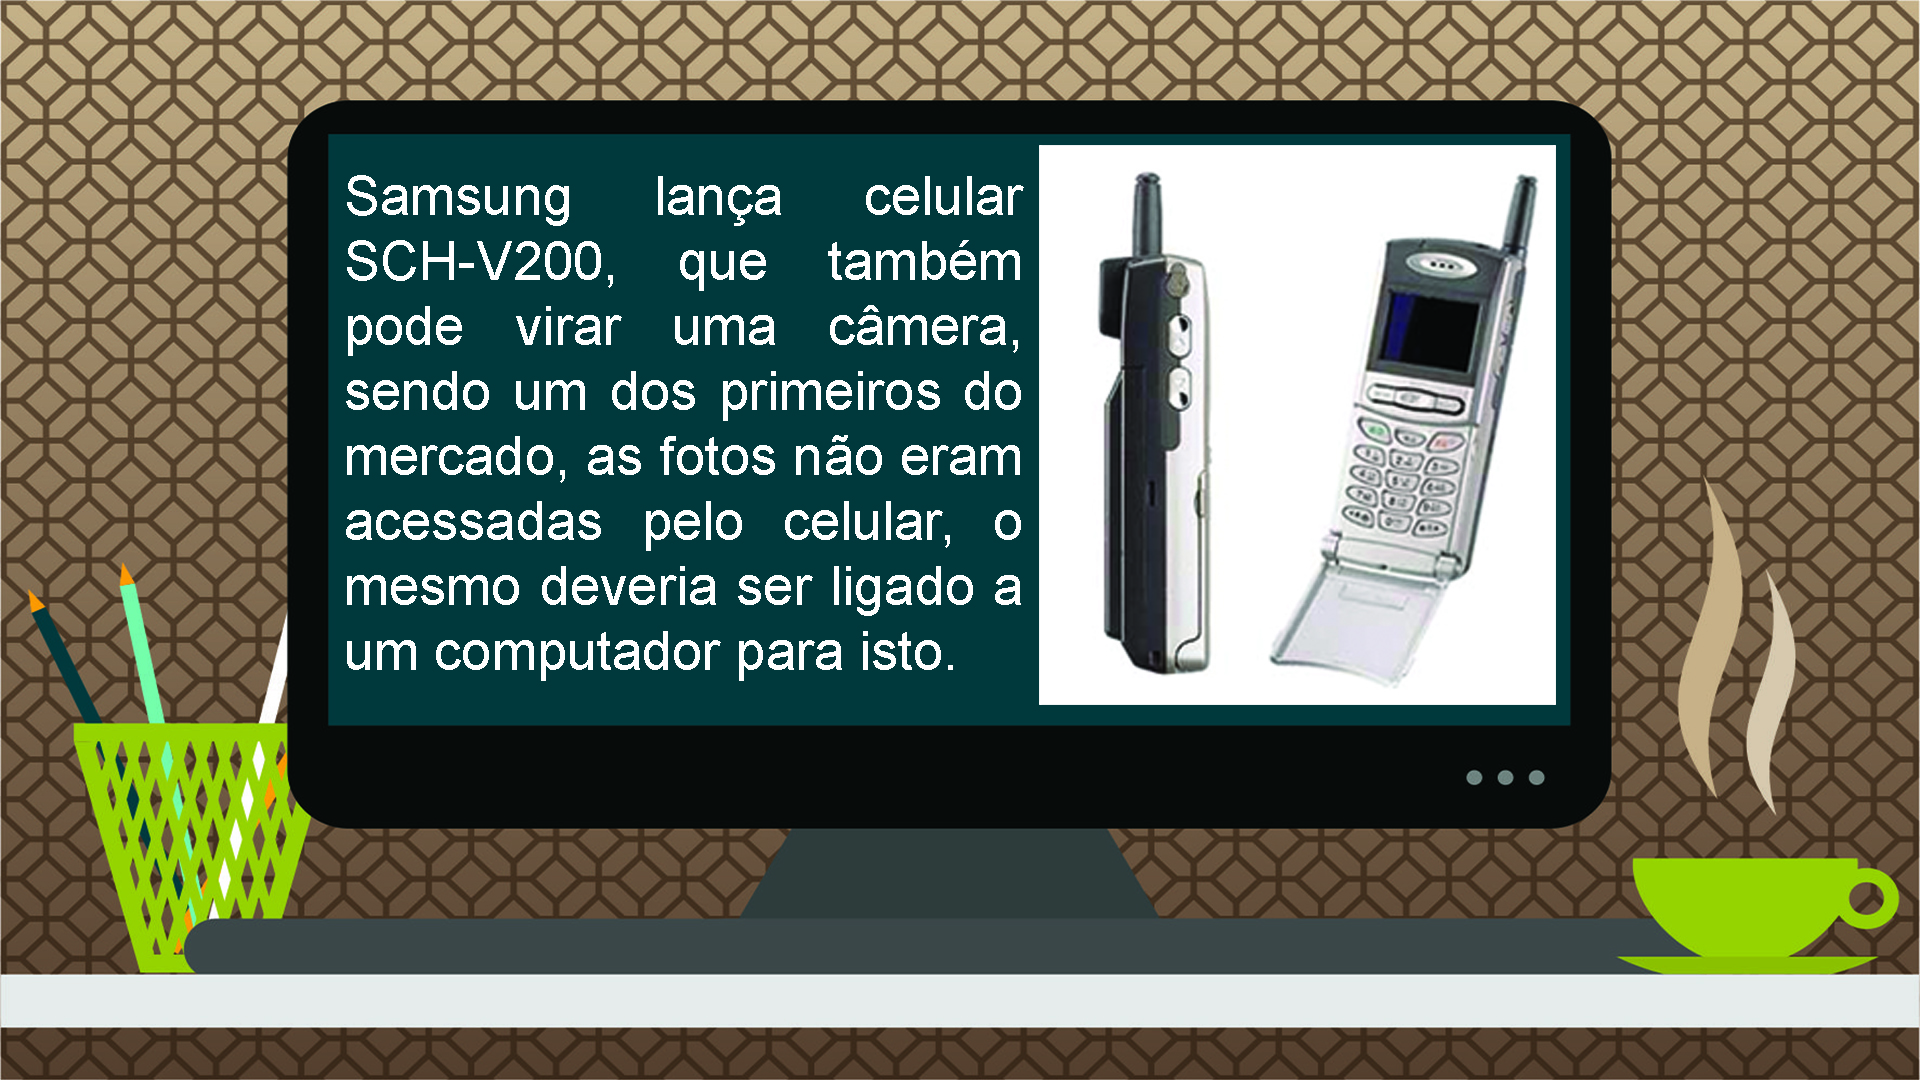 Samsung lança celular
SCH-V200, que também
pode virar uma câmera,
sendo um dos primeiros do
mercado, as fotos não eram
acessadas pelo celular, o
mesmo deveria ser ligado a
um computador para isto.